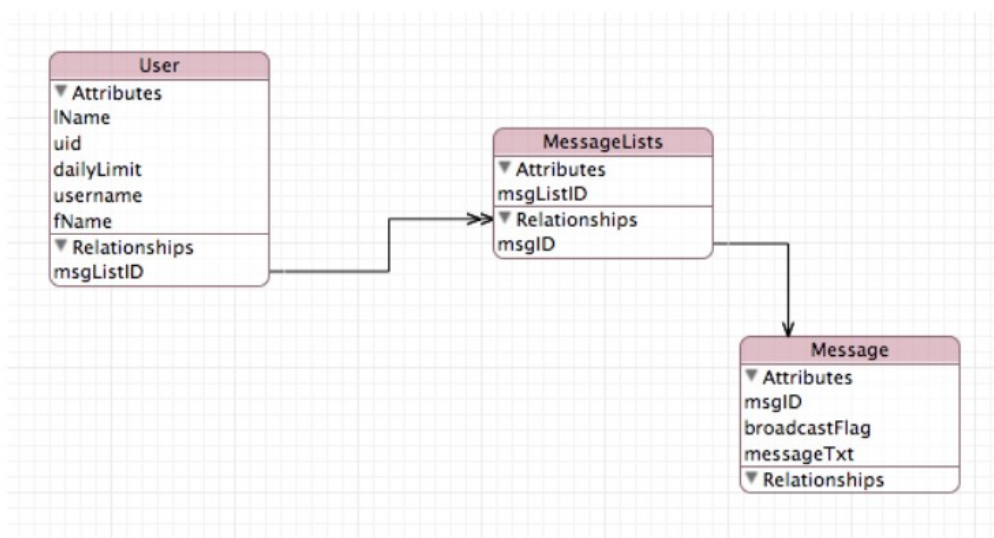 User
Attributes
lName
uid
dailyLimit
username
fName
Relationships
msgListID
MessageLists
Attributes
msgListID
Relationships
msgID
Message
Attributes
msgID
broadcastFlag
messageTxt
Relationships